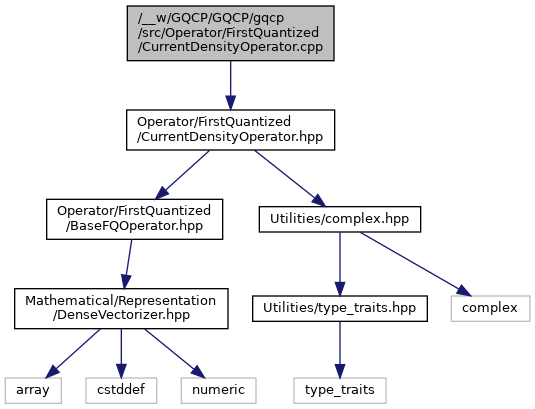 /__w/GQCP/GQCP/gqcp
/src/Operator/FirstQuantized
/CurrentDensityOperator.cpp
Operator/FirstQuantized
/CurrentDensityOperator.hpp
Operator/FirstQuantized
/BaseFQOperator.hpp
Utilities/complex.hpp
Mathematical/Representation
/DenseVectorizer.hpp
Utilities/type_traits.hpp
complex
array
cstddef
numeric
type_traits